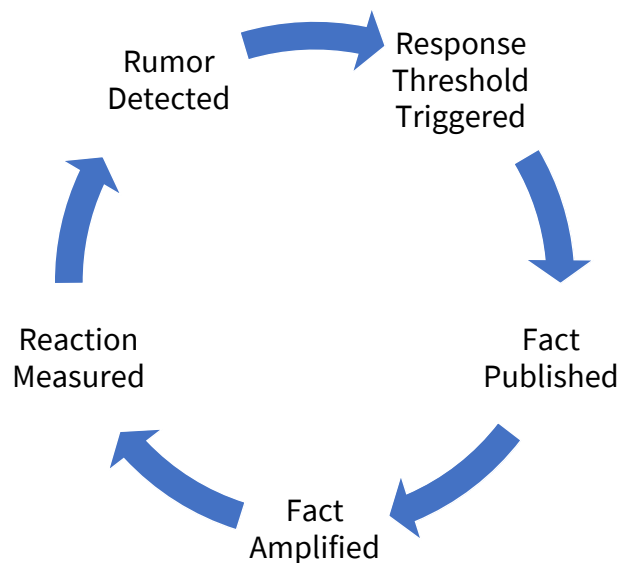 Rumor
Detected
Response
Threshold
Triggered
Fact
Published
Fact
Amplified
Reaction
Measured